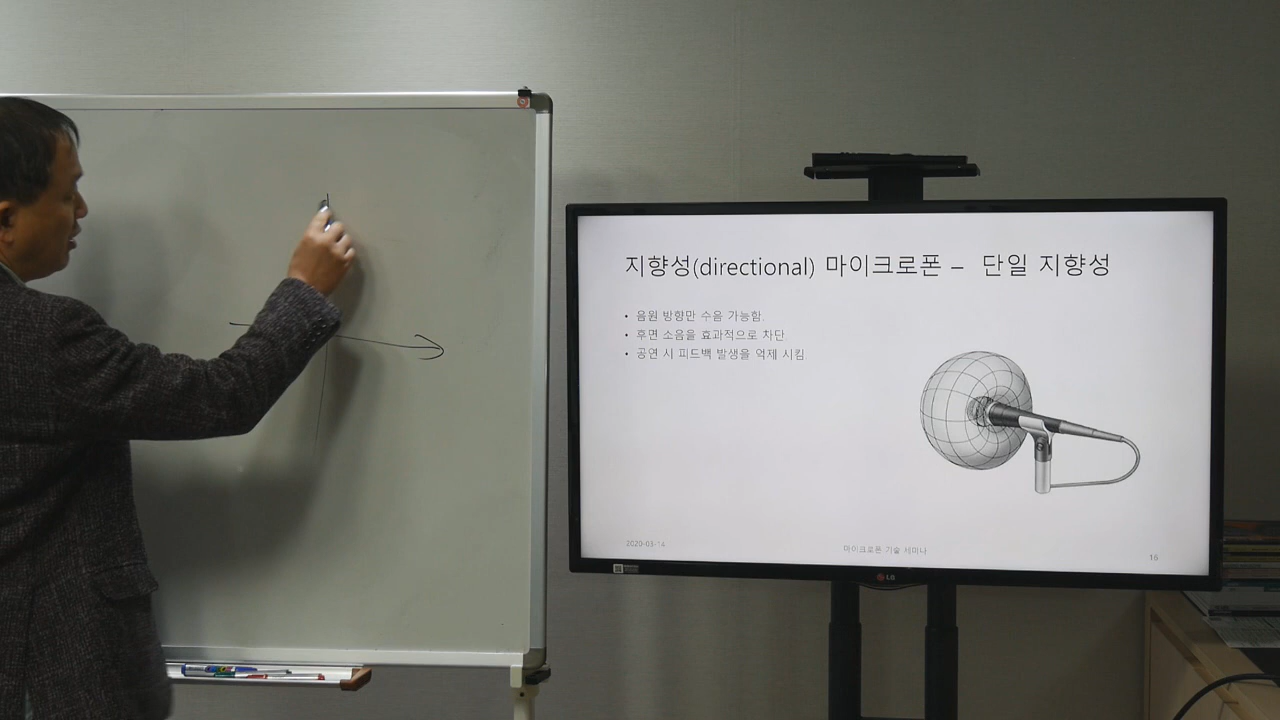 지향성(directional) 마이크로폰 – 단일 지향성
• 음원 방향만 수음 가능함.
• 후면 소음을 효과적으로 차단.
• 공연 시 피드백 발생을 억제 시킴
2020-03-14
마이크로폰 기술 세미나
16
LG